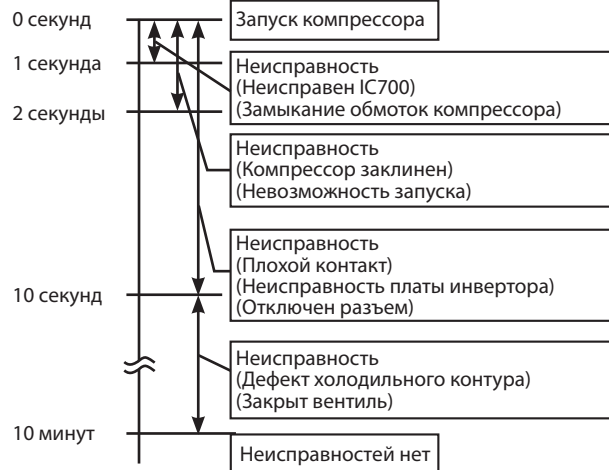 0 секунд
Запуск компрессора
1 секунда
Неисправность
(Неисправен IC700)
(Замыкание обмоток компрессора)
2 секунды
Неисправность
(Компрессор заклинен)
(Невозможность запуска)
Неисправность
(Плохой контакт)
(Неисправность платы инвертора)
(Отключен разъем)
10 секунд
Неисправность
(Дефект холодильного контура)
(Закрыт вентиль)
10 минут
Неисправностей нет